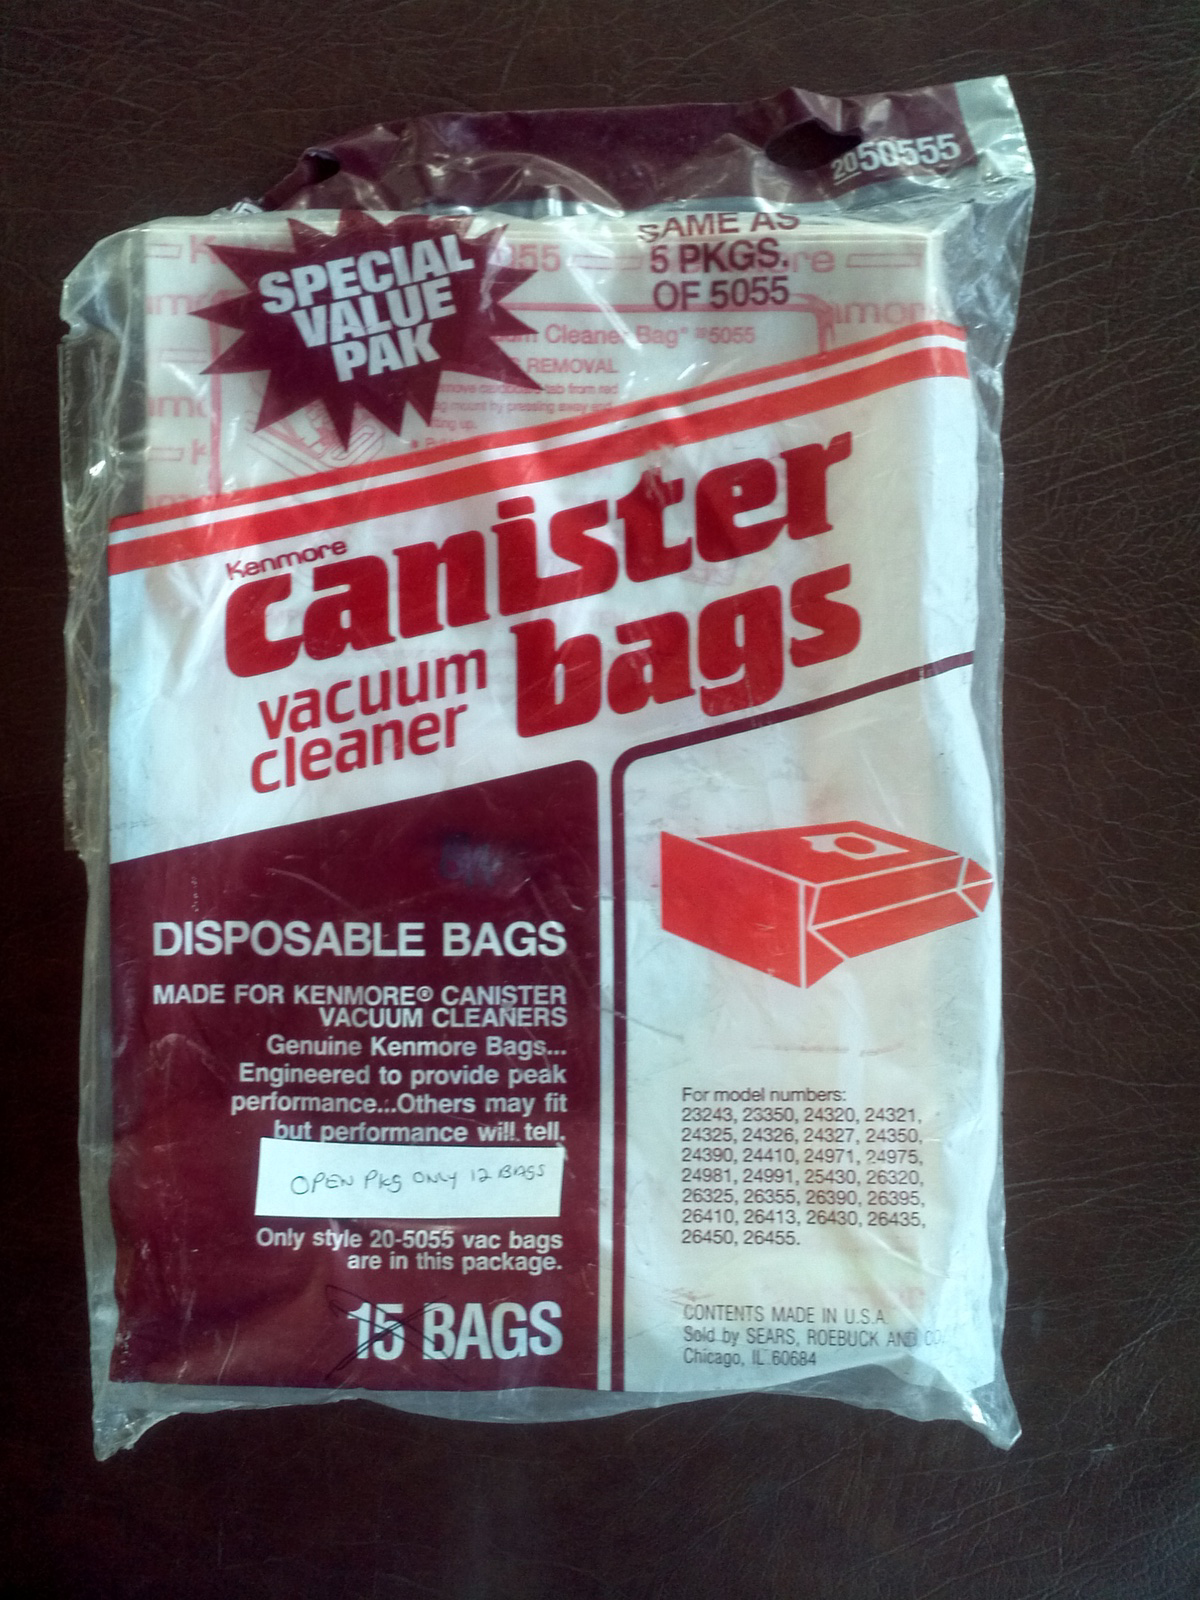 2050555
SPECIAL
VALUE
PAK
SAME AS
5 PKGS.
OF 5055
Cleaner Bag 5055
REMOVAL
Kenmore
canister
vacuum
cleaner
bags
DISPOSABLE BAGS
MADE FOR KENMORE® CANISTER
VACUUM CLEANERS
Genuine Kenmore Bags...
Engineered to provide peak
performance...Others may fit
but performance will tell.
OPEN PKg ONLY 12 BAGS
Only style 20-5055 vac bags
are in this package.
15 BAGS
For model numbers:
23243, 23350, 24320, 24321,
24325, 24326, 24327, 24350,
24390, 24410, 24971, 24975,
24981, 24991, 25430, 26320,
26325, 26355, 26390, 26395,
26410, 26413, 26430, 26435,
26450, 26455.
CONTENTS MADE IN U.S.A.
Sold by SEARS, ROEBUCK AND CO.
Chicago, IL 60684